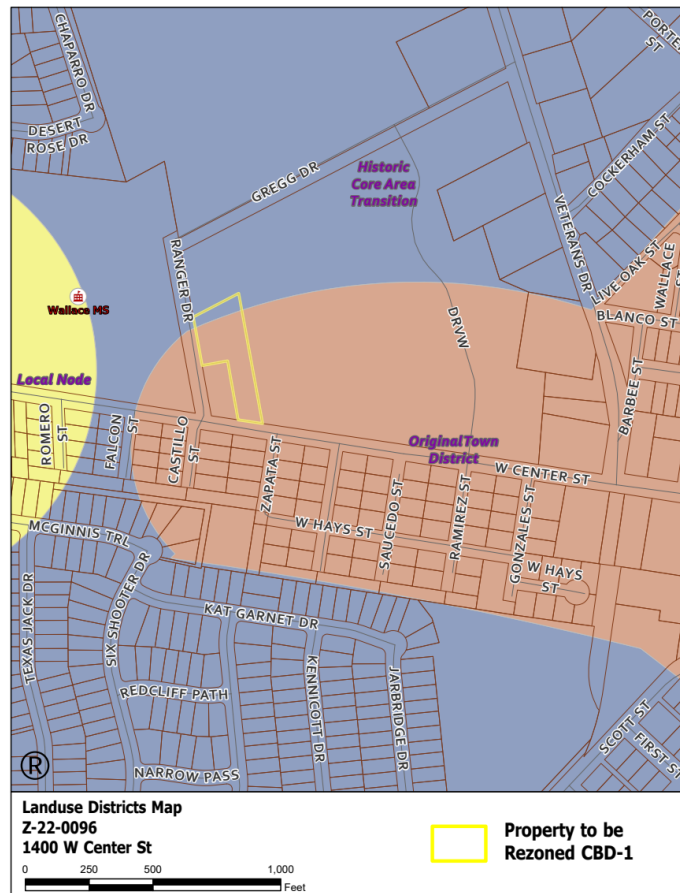 CHAPARRO DR
PORTER
ST
DESERT
ROSE DR
COCKERHAM ST
GREGG DR
Historic
Core Area
Transition
VETERANS DR
RANGER DR
LIVE OAK ST
WALLACE
ST
Wallace MS
BLANCO ST
DRVW
BARBEE ST
Local Node
ROMERO
ST
FALCON
ST
CASTILLO
ST
ZAPATA ST
OriginalTown
District
W CENTER ST
SAUCEDO ST
RAMIREZ ST
GONZALES ST
W HAYS ST
MCGINNIS TRL
W HAYS
ST
TEXAS JACK DR
SIX SHOOTER DR
KAT GARNET DR
KENNICOTT DR
JARBRIDGE DR
REDCLIFF PATH
SCOTT ST
FIRST ST
NARROW PASS
®
Landuse Districts Map
Z-22-0096
1400 W Center St
Property to be
Rezoned CBD-1
0 250 500 1,000
Feet